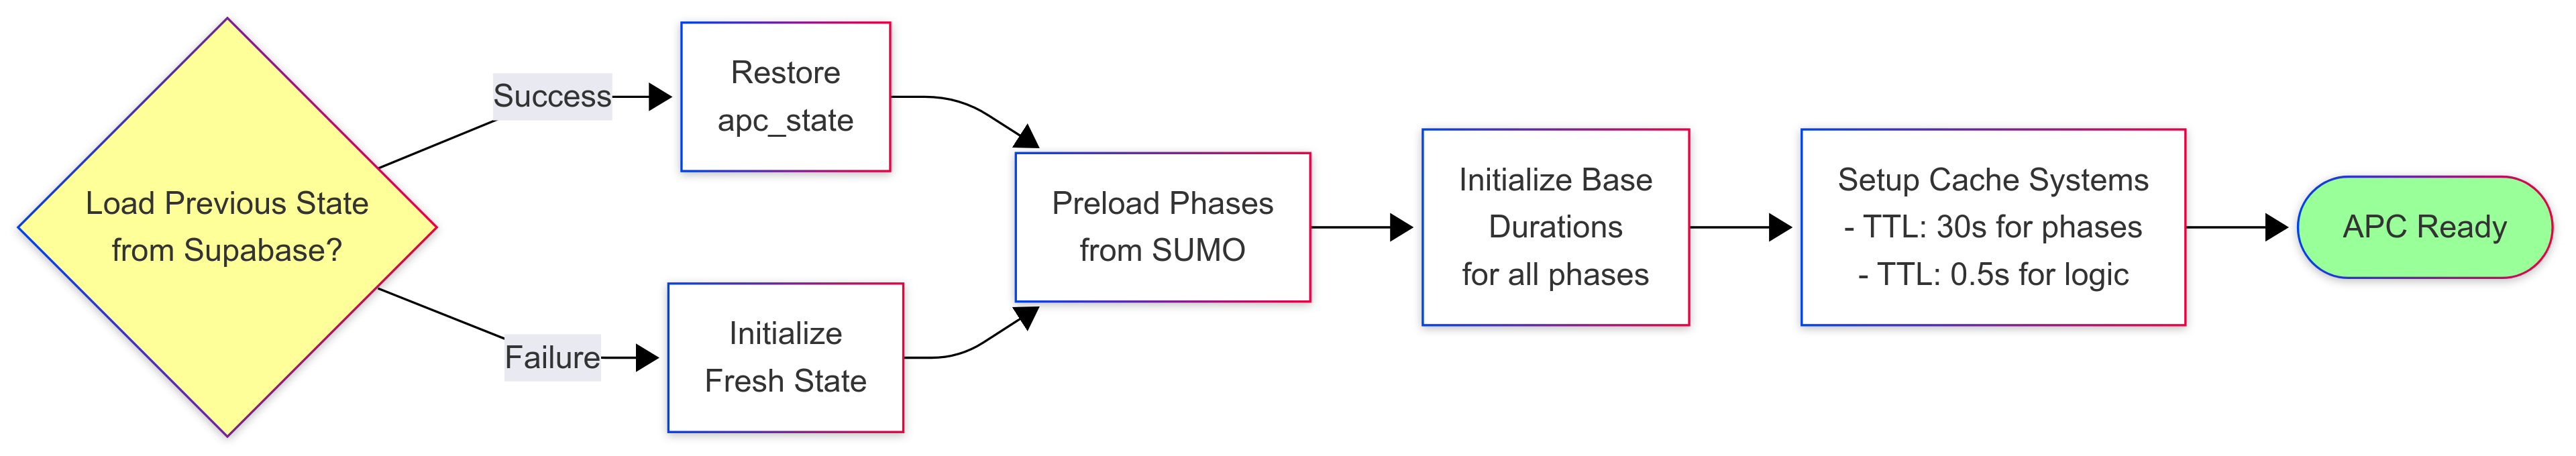 Load Previous State
from Supabase?
Success
Failure
Restore
apc_state
Initialize
Fresh State
Preload Phases
from SUMO
Initialize Base
Durations
for all phases
Setup Cache Systems
- TTL: 30s for phases
- TTL: 0.5s for logic
APC Ready